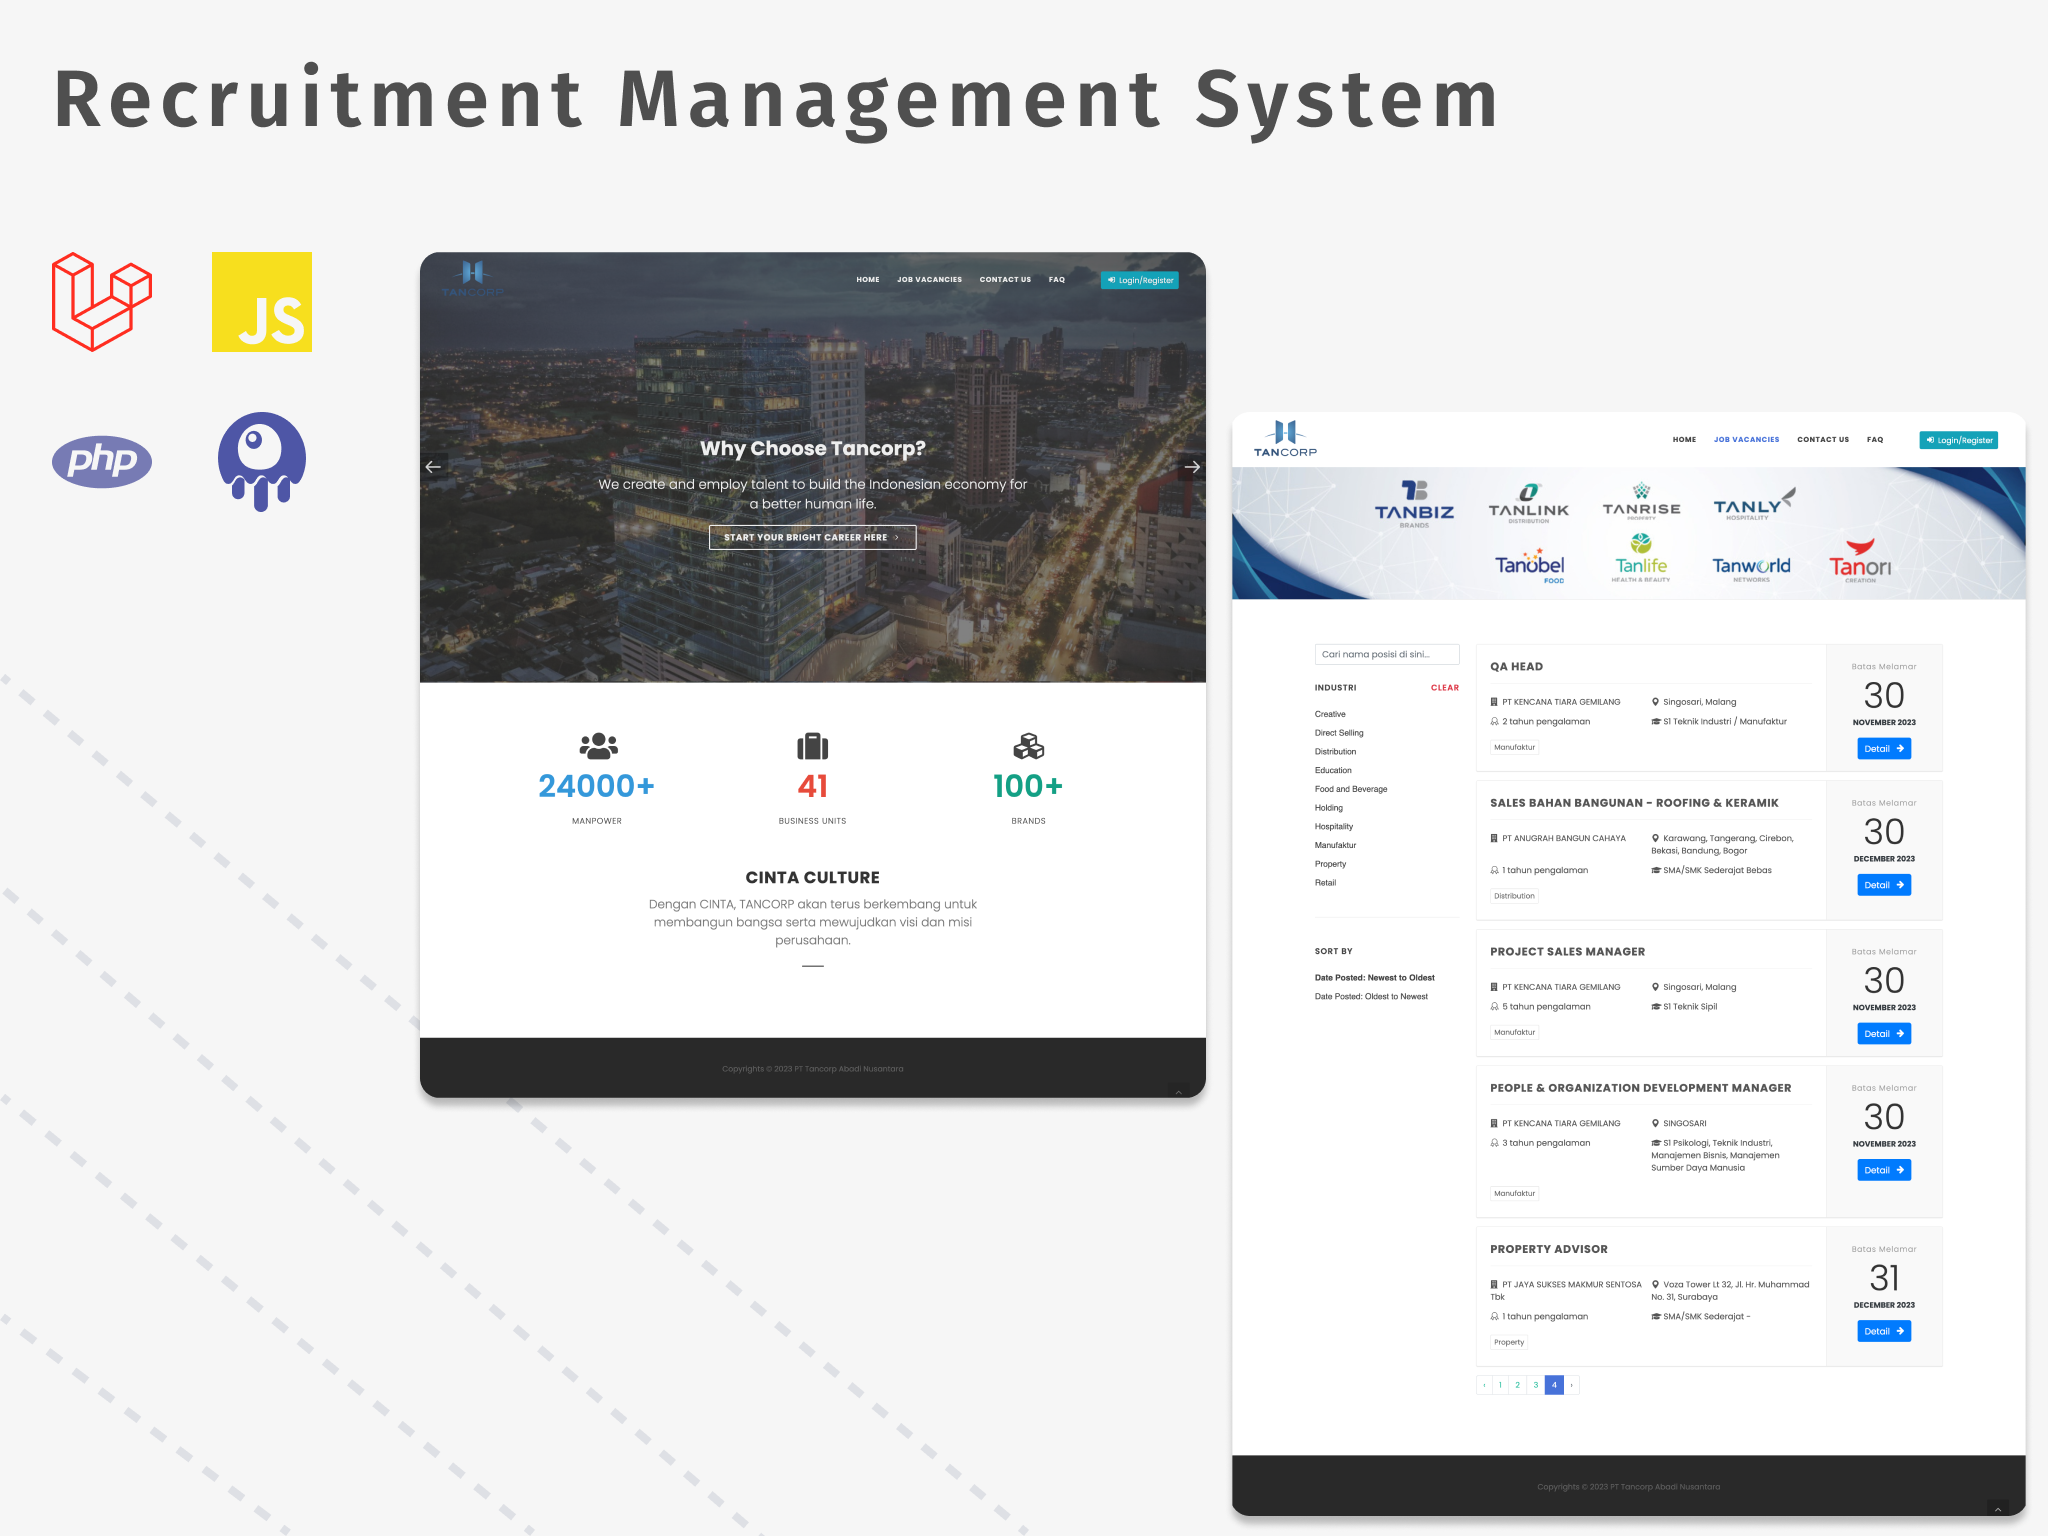 Recruitment Management System
JS
php
TANCORP
HOME JOB VACANCIES CONTACT US FAQ Login/Register
Why Choose Tancorp?
We create and employ talent to build the Indonesian economy for
a better human life.
START YOUR BRIGHT CAREER HERE
24000+ 41 100+
MANPOWER BUSINESS UNITS BRANDS
CINTA CULTURE
Dengan CINTA, TANCORP akan terus berkembang untuk
membangun bangsa serta mewujudkan visi dan misi
perusahaan.
Copyrights © 2023 PT Tancorp Abadi Nusantara
TANCORP
HOME JOB VACANCIES CONTACT US FAQ Login/Register
TANBIZ TANLINK TANRISE TANLY
BRANDS DISTRIBUTION PROPERTY HOSPITALITY
Tanobel Tanlife Tanworld Tanori
FOOD HEALTH & BEAUTY NETWORKS CREATION
Cari nama posisi di sini...
INDUSTRI CLEAR
Creative
Direct Selling
Distribution
Education
Food and Beverage
Holding
Hospitality
Manufaktur
Property
Retail
SORT BY
Date Posted: Newest to Oldest
Date Posted: Oldest to Newest
QA HEAD
PT KENCANA TIARA GEMILANG Singosari, Malang
2 tahun pengalaman S1 Teknik Industri / Manufaktur
Manufaktur
Batas Melamar
30
NOVEMBER 2023
Detail
SALES BAHAN BANGUNAN - ROOFING & KERAMIK
PT ANUGRAH BANGUN CAHAYA Karawang, Tangerang, Cirebon,
Bekasi, Bandung, Bogor
1 tahun pengalaman SMA/SMK Sederajat Bebas
Distribution
Batas Melamar
30
DECEMBER 2023
Detail
PROJECT SALES MANAGER
PT KENCANA TIARA GEMILANG Singosari, Malang
5 tahun pengalaman S1 Teknik Sipil
Manufaktur
Batas Melamar
30
NOVEMBER 2023
Detail
PEOPLE & ORGANIZATION DEVELOPMENT MANAGER
PT KENCANA TIARA GEMILANG SINGOSARI
3 tahun pengalaman S1 Psikologi, Teknik Industri,
Manajemen Bisnis, Manajemen
Sumber Daya Manusia
Manufaktur
Batas Melamar
30
NOVEMBER 2023
Detail
PROPERTY ADVISOR
PT JAYA SUKSES MAKMUR SENTOSA Voza Tower Lt 32, Jl. Hr. Muhammad
Tbk No. 31, Surabaya
1 tahun pengalaman SMA/SMK Sederajat -
Property
Batas Melamar
31
DECEMBER 2023
Detail
‹ 1 2 3 4 ›
Copyrights © 2023 PT Tancorp Abadi Nusantara